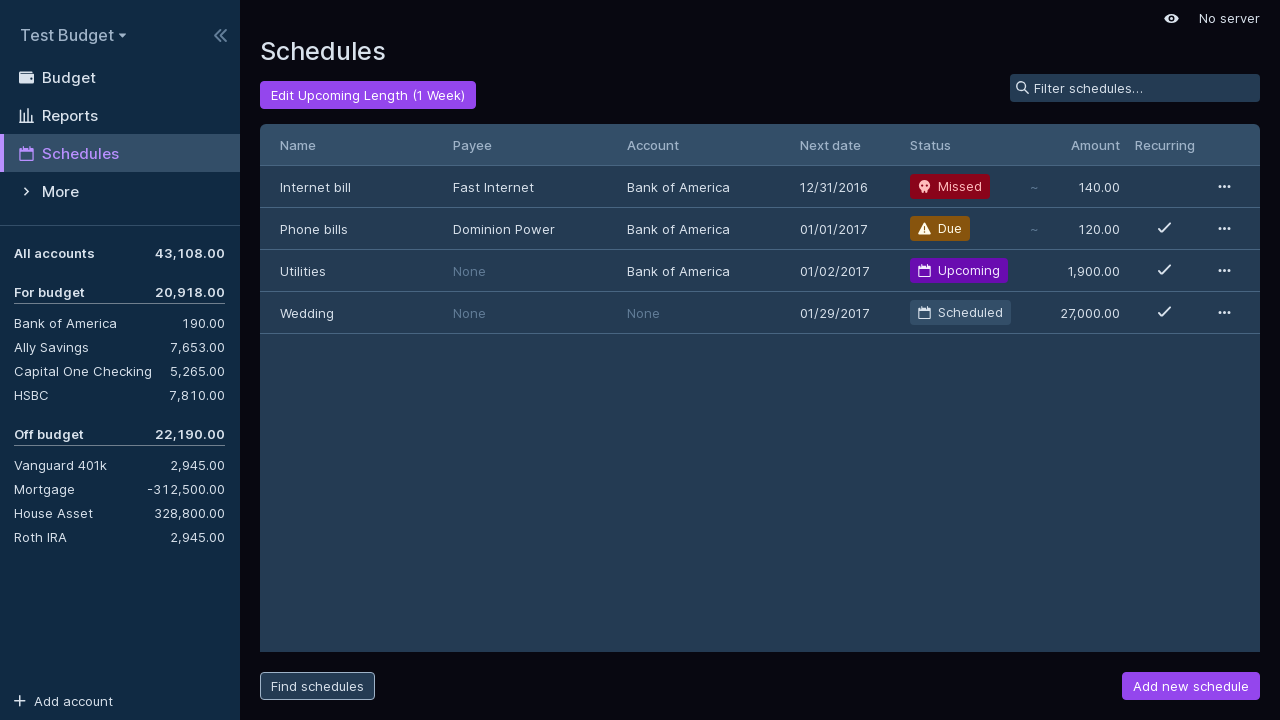 Test Budget
Budget
Reports
Schedules
More
All accounts 43,108.00
For budget 20,918.00
Bank of America 190.00
Ally Savings 7,653.00
Capital One Checking 5,265.00
HSBC 7,810.00
Off budget 22,190.00
Vanguard 401k 2,945.00
Mortgage -312,500.00
House Asset 328,800.00
Roth IRA 2,945.00
Add account
No server
Schedules
Edit Upcoming Length (1 Week)
Filter schedules…
Name Payee Account Next date Status Amount Recurring
Internet bill Fast Internet Bank of America 12/31/2016 Missed ~ 140.00
Phone bills Dominion Power Bank of America 01/01/2017 Due ~ 120.00
Utilities None Bank of America 01/02/2017 Upcoming 1,900.00
Wedding None None 01/29/2017 Scheduled 27,000.00
Find schedules
Add new schedule